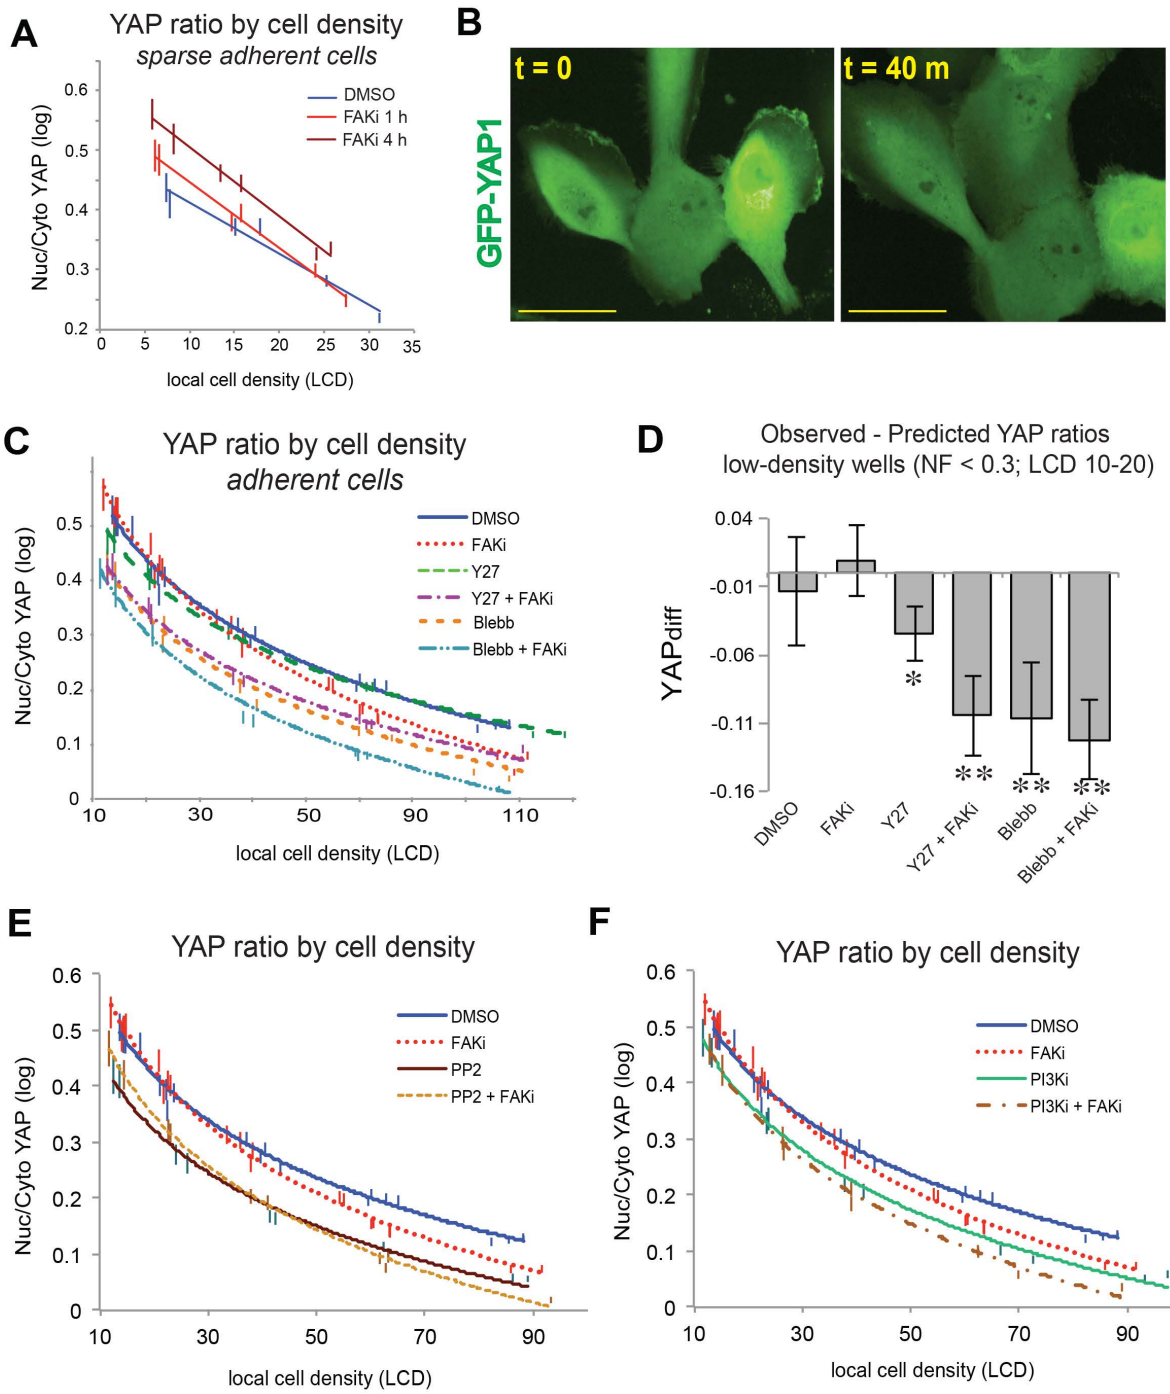 A
YAP ratio by cell density
sparse adherent cells
Nuc/Cyto YAP (log)
0.6
0.5
0.4
0.3
0.2
0 5 10 15 20 25 30 35
local cell density (LCD)
DMSO
FAKi 1 h
FAKi 4 h
B
GFP-YAP1
t = 0
t = 40 m
C
YAP ratio by cell density
adherent cells
Nuc/Cyto YAP (log)
0.5
0.4
0.3
0.2
0.1
0
10 30 50 70 90 110
local cell density (LCD)
DMSO
FAKi
Y27
Y27 + FAKi
Blebb
Blebb + FAKi
D
Observed - Predicted YAP ratios
low-density wells (NF < 0.3; LCD 10-20)
YAPdiff
0.04
-0.01
-0.06
-0.11
-0.16
*
**
**
**
DMSO
FAKi
Y27
Y27 + FAKi
Blebb
Blebb + FAKi
E
YAP ratio by cell density
Nuc/Cyto YAP (log)
0.6
0.5
0.4
0.3
0.2
0.1
0
10 30 50 70 90
local cell density (LCD)
DMSO
FAKi
PP2
PP2 + FAKi
F
YAP ratio by cell density
Nuc/Cyto YAP (log)
0.6
0.5
0.4
0.3
0.2
0.1
0
10 30 50 70 90
local cell density (LCD)
DMSO
FAKi
PI3Ki
PI3Ki + FAKi